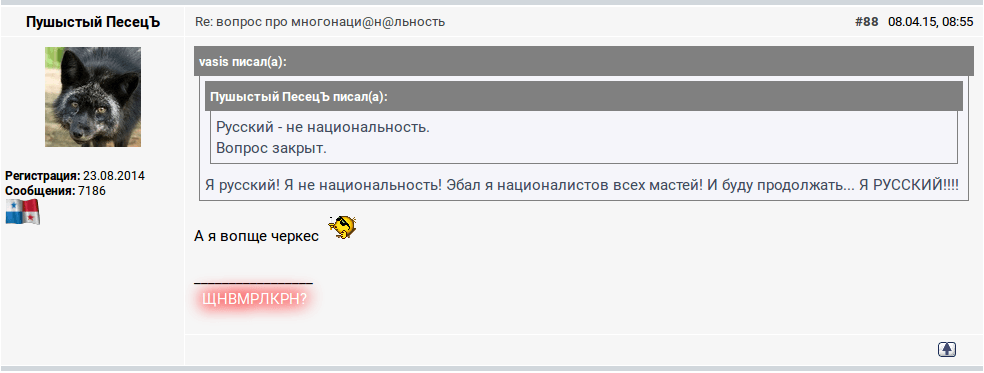 Пушыстый ПесецЪ
Re: вопрос про многонаци@н@льность
#88 08.04.15, 08:55
Регистрация: 23.08.2014
Сообщения: 7186
vasis писал(а):
Пушыстый ПесецЪ писал(а):
Русский - не национальность.
Вопрос закрыт.
Я русский! Я не национальность! Эбал я националистов всех мастей! И буду продолжать... Я РУССКИЙ!!!!
А я вопще черкес
_________________
ЩНВМРЛКРН?